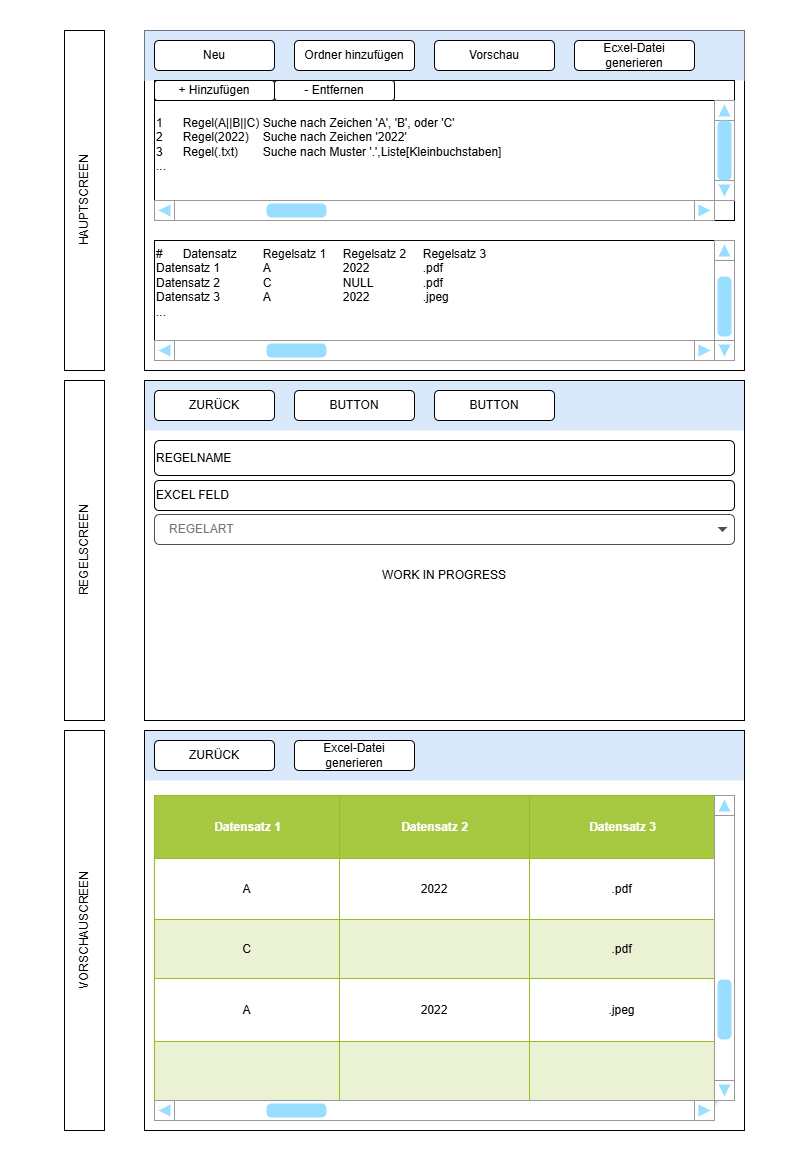 HAUPTSCREEN
Neu
Ordner hinzufügen
Vorschau
Ecxel-Datei
generieren
+ Hinzufügen
- Entfernen
1 Regel(A||B||C) Suche nach Zeichen 'A', 'B', oder 'C'
2 Regel(2022) Suche nach Zeichen '2022'
3 Regel(.txt) Suche nach Muster '.',Liste[Kleinbuchstaben]
...
# Datensatz Regelsatz 1 Regelsatz 2 Regelsatz 3
Datensatz 1 A 2022 .pdf
Datensatz 2 C NULL .pdf
Datensatz 3 A 2022 .jpeg
...
REGELSCREEN
ZURÜCK
BUTTON
BUTTON
REGELNAME
EXCEL FELD
REGELART
WORK IN PROGRESS
VORSCHAUSCREEN
ZURÜCK
Excel-Datei
generieren
Datensatz 1 Datensatz 2 Datensatz 3
A 2022 .pdf
C .pdf
A 2022 .jpeg